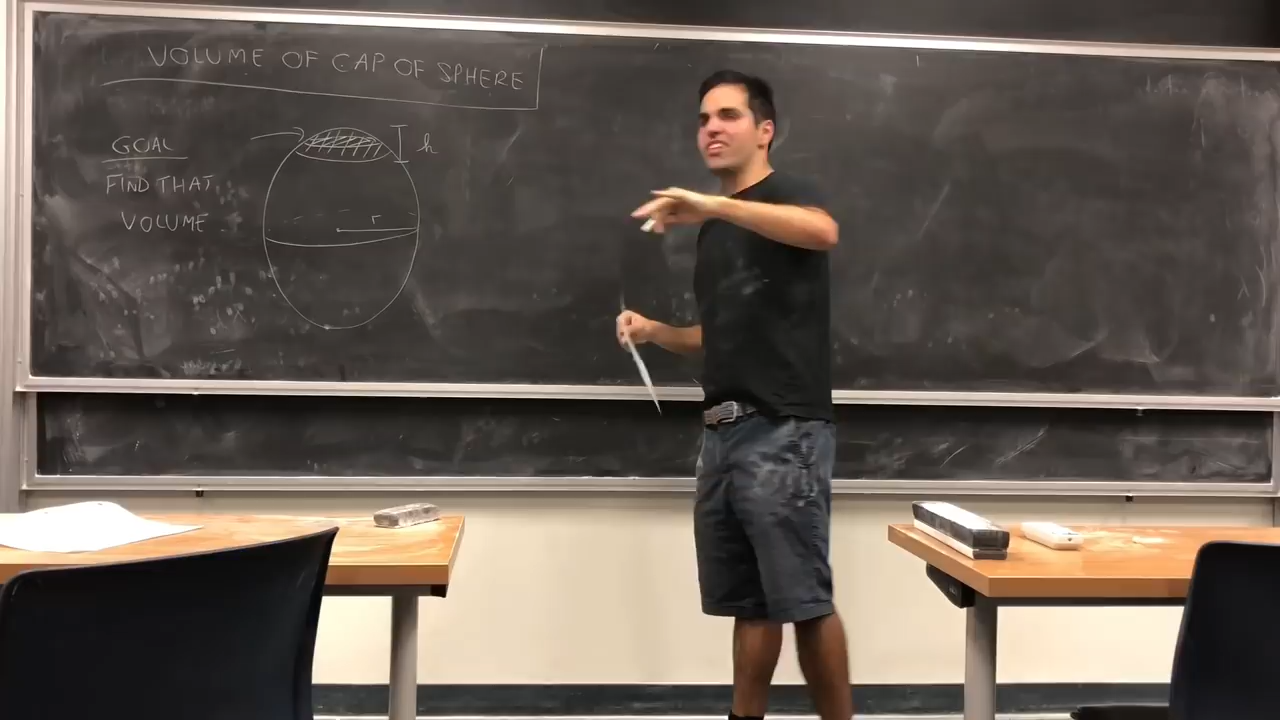 VOLUME OF CAP OF SPHERE
GOAL
FIND THAT
VOLUME
h
r